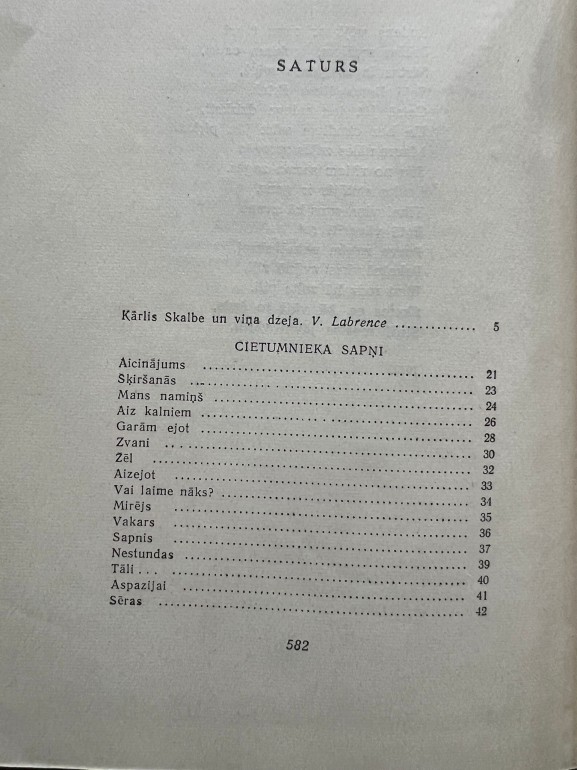 SATURS
Kārlis Skalbe un viņa dzeja. V. Labrence .............. 5
CIETUMNIEKA SAPŅI
Aicinājums ............ 21
Šķiršanās ............ 23
Mans namiņš ............ 24
Aiz kalniem ............ 26
Garām ejot ............ 28
Zvani ............ 30
Žēl ............ 32
Aizejot ............ 33
Vai laime nāks? ............ 34
Mirējs ............ 35
Vakars ............ 36
Sapnis ............ 37
Nestundas ............ 39
Tāli . . . ............ 40
Aspazijai ............ 41
Sēras ............ 42
582